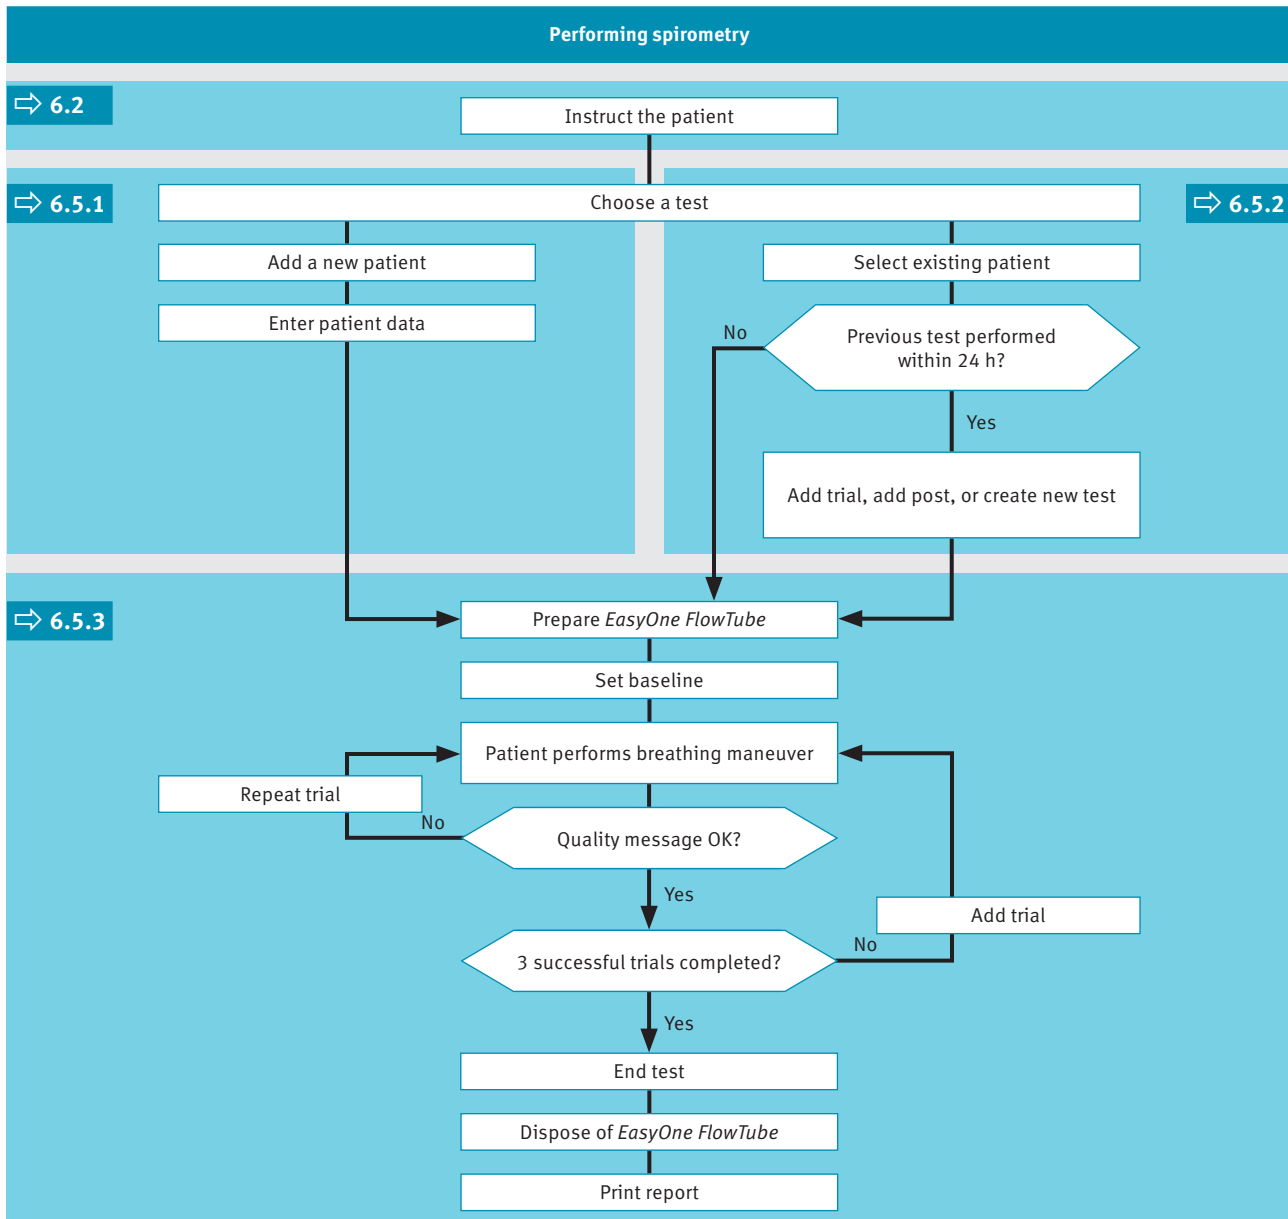 Performing spirometry
⇨ 6.2
Instruct the patient
⇨ 6.5.1
Choose a test
⇨ 6.5.2
Add a new patient
Select existing patient
Enter patient data
No
Previous test performed
within 24 h?
Yes
Add trial, add post, or create new test
⇨ 6.5.3
Prepare EasyOne FlowTube
Set baseline
Patient performs breathing maneuver
Repeat trial
No
Quality message OK?
Yes
Add trial
No
3 successful trials completed?
Yes
End test
Dispose of EasyOne FlowTube
Print report